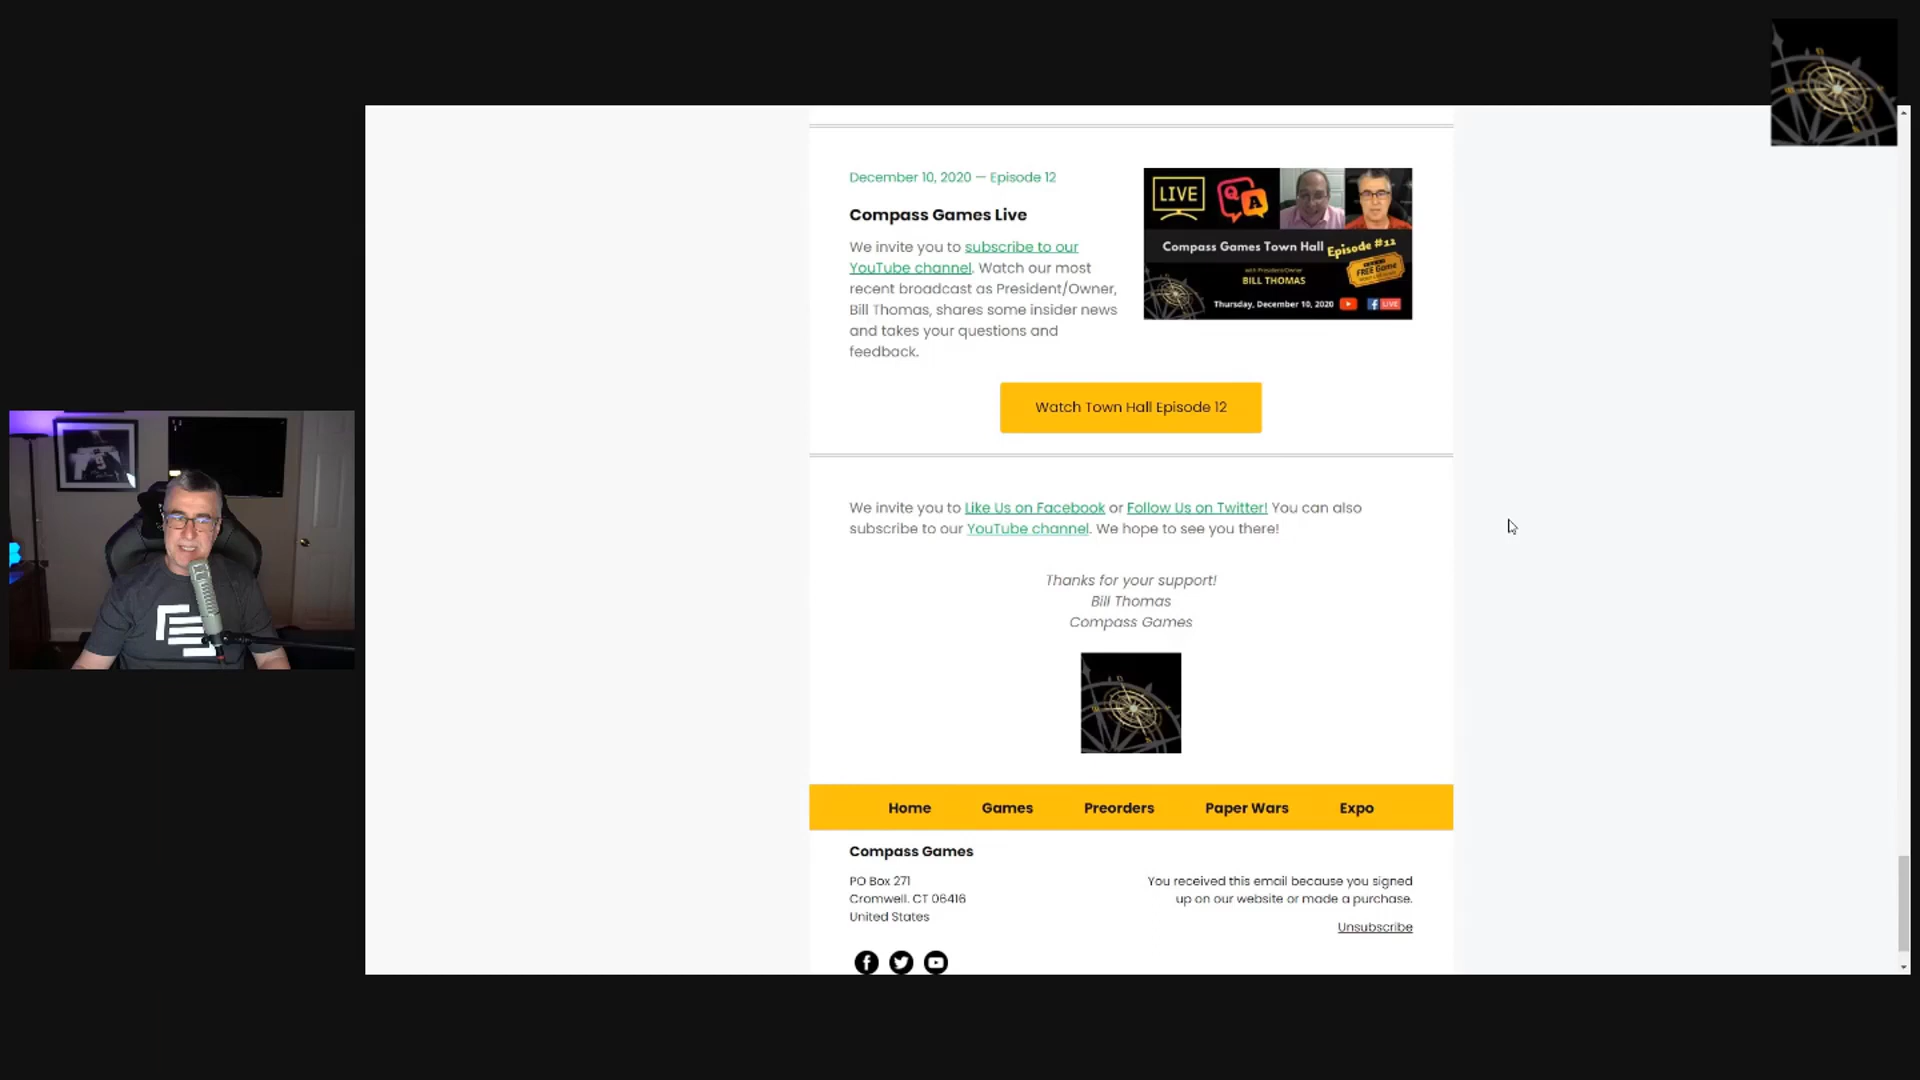 December 10, 2020 — Episode 12
Compass Games Live
We invite you to subscribe to our
YouTube channel. Watch our most
recent broadcast as President/Owner,
Bill Thomas, shares some insider news
and takes your questions and
feedback.
LIVE
Q A
Compass Games Town Hall Episode #12
with President/Owner
BILL THOMAS
FREE Game
Thursday, December 10, 2020
LIVE
Watch Town Hall Episode 12
We invite you to Like Us on Facebook or Follow Us on Twitter! You can also
subscribe to our YouTube channel. We hope to see you there!
Thanks for your support!
Bill Thomas
Compass Games
Home Games Preorders Paper Wars Expo
Compass Games
PO Box 271
Cromwell. CT 06416
United States
You received this email because you signed
up on our website or made a purchase.
Unsubscribe